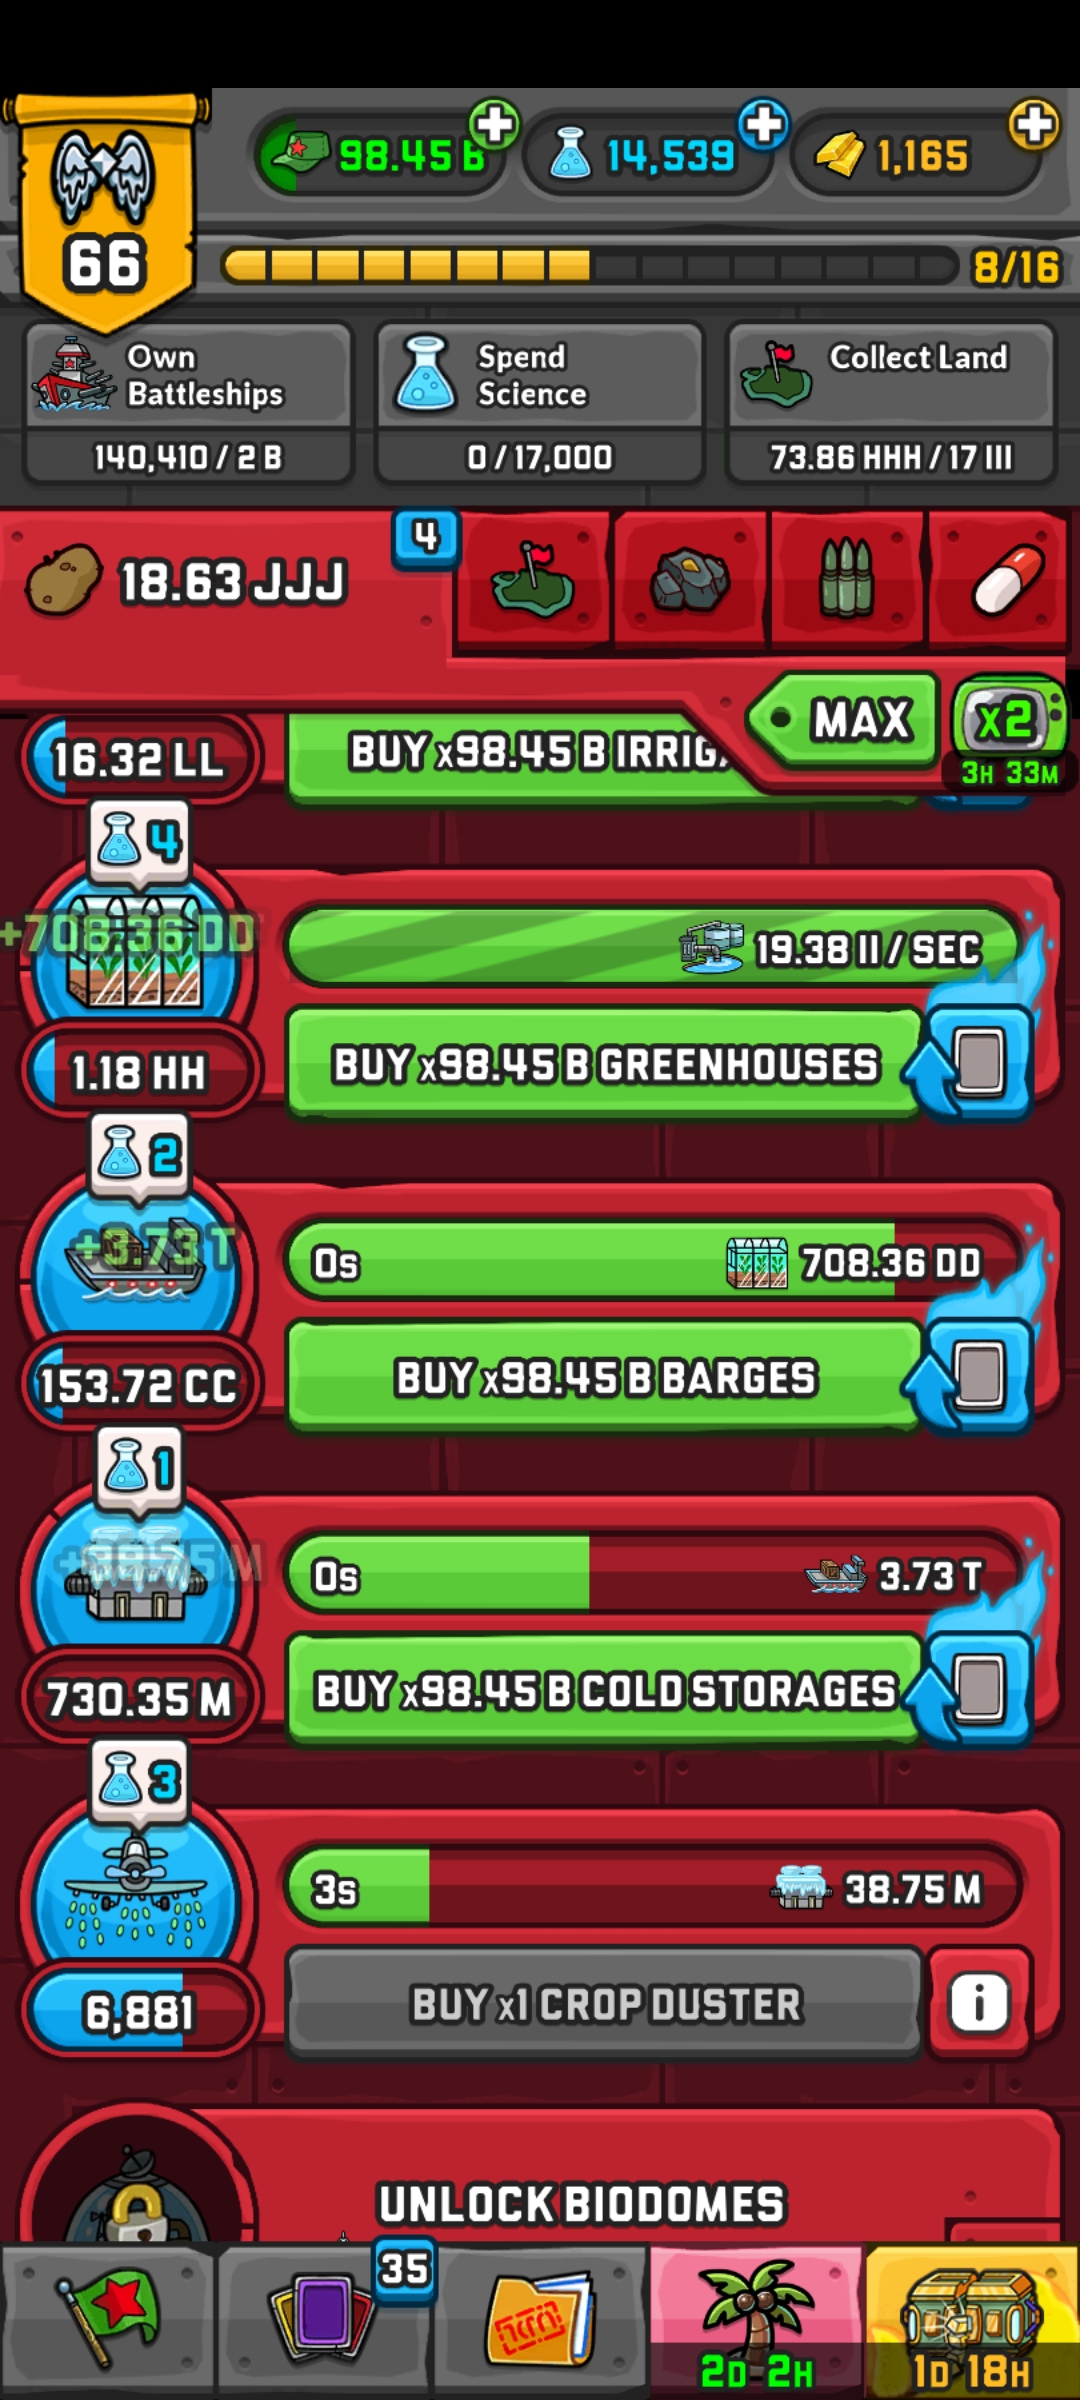 98.45 B
14,539
1,165
66
8/16
Own
Battleships
140,410 / 2 B
Spend
Science
0 / 17,000
Collect Land
73.86 HHH / 17 III
18.63 JJJ
4
MAX
x2
3H 33M
16.32 LL
BUY x98.45 B IRRIG
4
+708.36 DD
19.38 II / SEC
1.18 HH
BUY x98.45 B GREENHOUSES
2
+3.73 T
0s
708.36 DD
153.72 CC
BUY x98.45 B BARGES
1
0s
3.73 T
730.35 M
BUY x98.45 B COLD STORAGES
3
3s
38.75 M
6,881
BUY x1 CROP DUSTER
i
UNLOCK BIODOMES
35
2D 2H
1D 18H